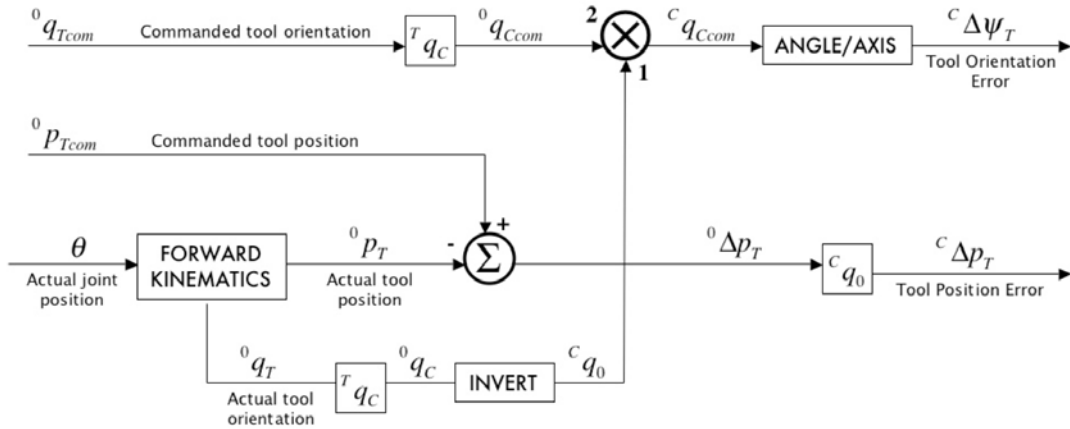 ⁰q_Tcom Commanded tool orientation
ᵀq_C
⁰q_Ccom
2
1
ᶜq_Ccom
ANGLE/AXIS
ᶜΔψ_T
Tool Orientation
Error
⁰p_Tcom Commanded tool position
θ
Actual joint
position
FORWARD
KINEMATICS
⁰p_T
Actual tool
position
-
+
Σ
⁰Δp_T
ᶜq_0
ᶜΔp_T
Tool Position Error
⁰q_T
Actual tool
orientation
ᵀq_C
⁰q_C
INVERT
ᶜq_0